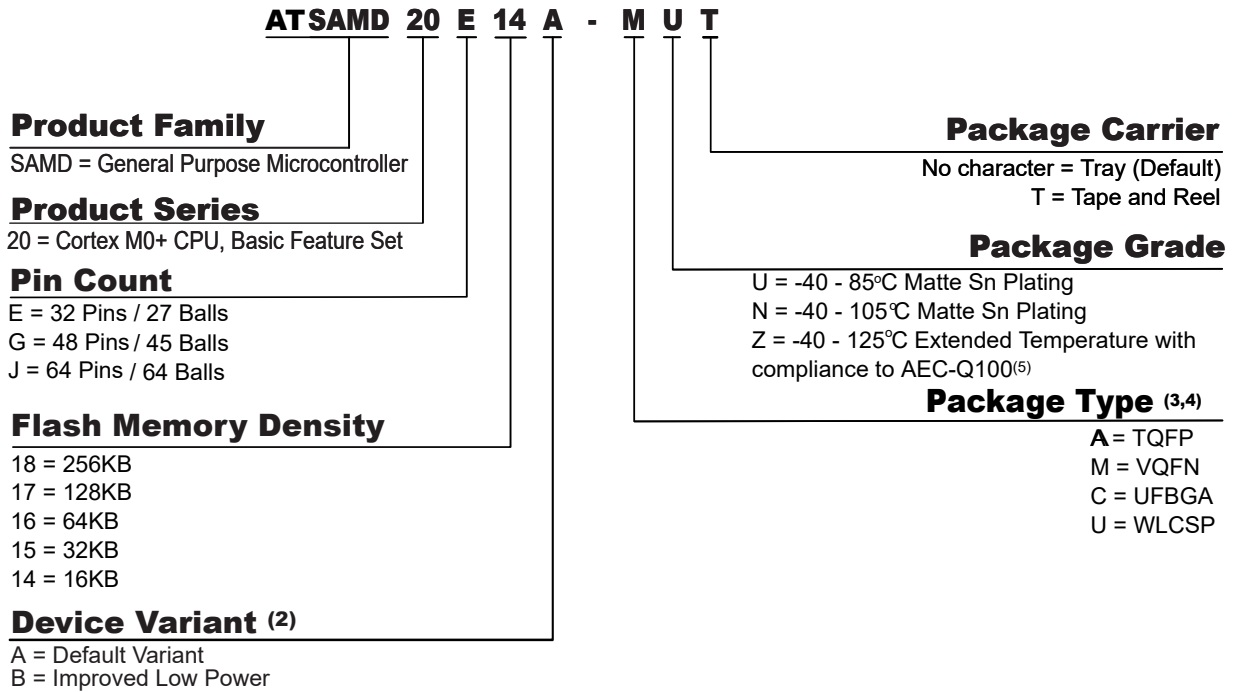 ATSAMD 20 E 14 A - M U T
Product Family
SAMD = General Purpose Microcontroller
Product Series
20 = Cortex M0+ CPU, Basic Feature Set
Pin Count
E = 32 Pins / 27 Balls
G = 48 Pins / 45 Balls
J = 64 Pins / 64 Balls
Flash Memory Density
18 = 256KB
17 = 128KB
16 = 64KB
15 = 32KB
14 = 16KB
Device Variant (2)
A = Default Variant
B = Improved Low Power
Package Carrier
No character = Tray (Default)
T = Tape and Reel
Package Grade
U = -40 - 85°C Matte Sn Plating
N = -40 - 105°C Matte Sn Plating
Z = -40 - 125°C Extended Temperature with
compliance to AEC-Q100(5)
Package Type (3,4)
A = TQFP
M = VQFN
C = UFBGA
U = WLCSP